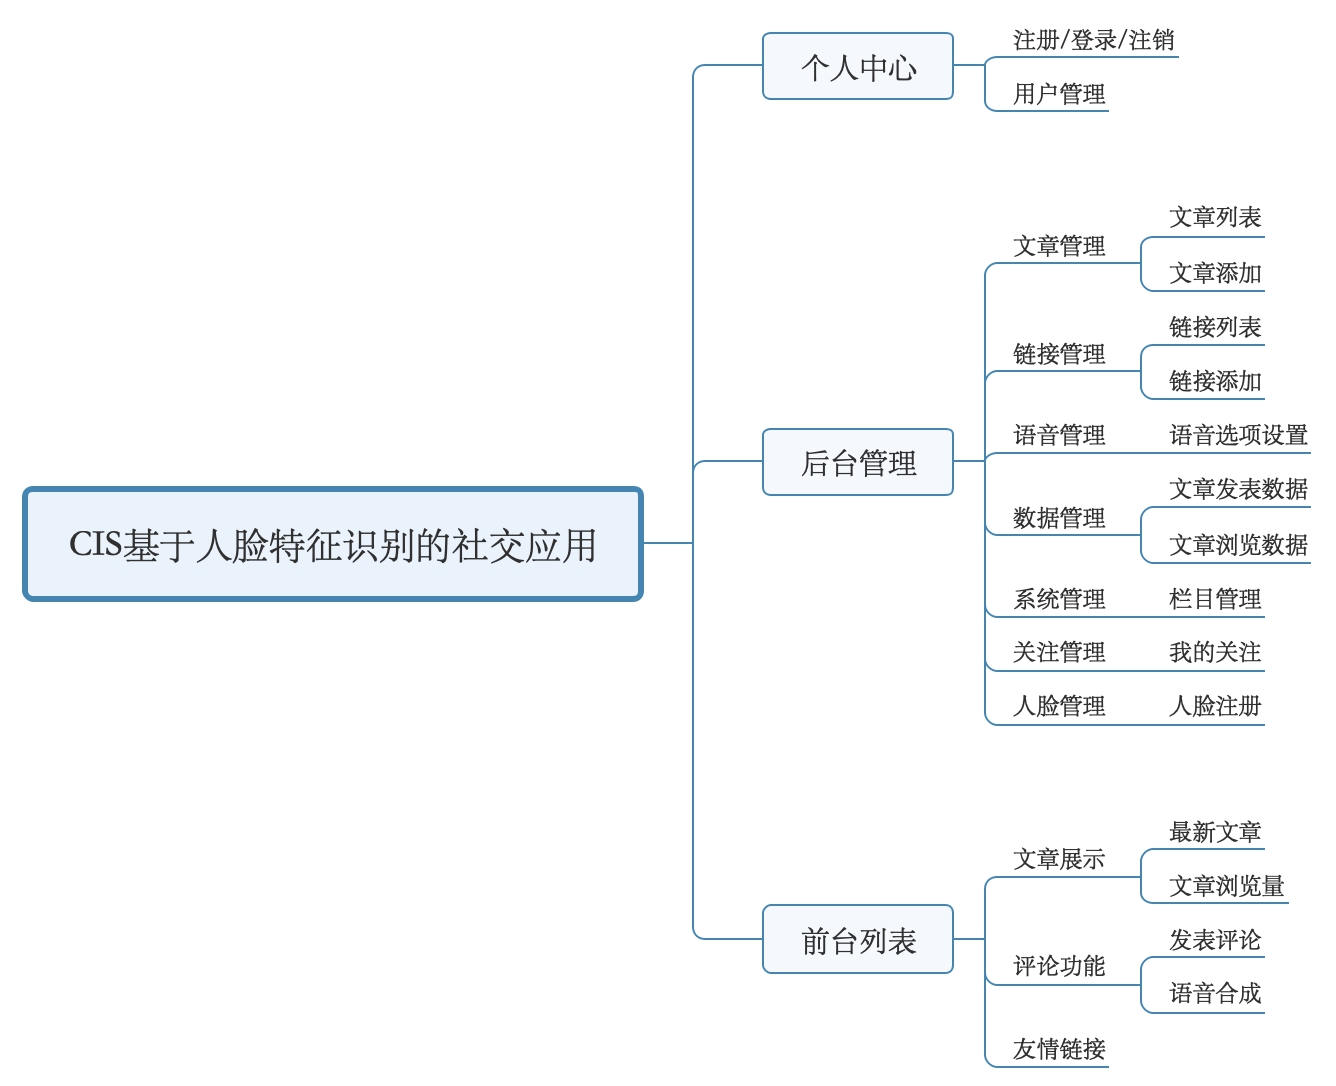 CIS基于人脸特征识别的社交应用
个人中心
注册/登录/注销
用户管理
后台管理
文章管理
文章列表
文章添加
链接管理
链接列表
链接添加
语音管理
语音选项设置
数据管理
文章发表数据
文章浏览数据
系统管理
栏目管理
关注管理
我的关注
人脸管理
人脸注册
前台列表
文章展示
最新文章
文章浏览量
评论功能
发表评论
语音合成
友情链接